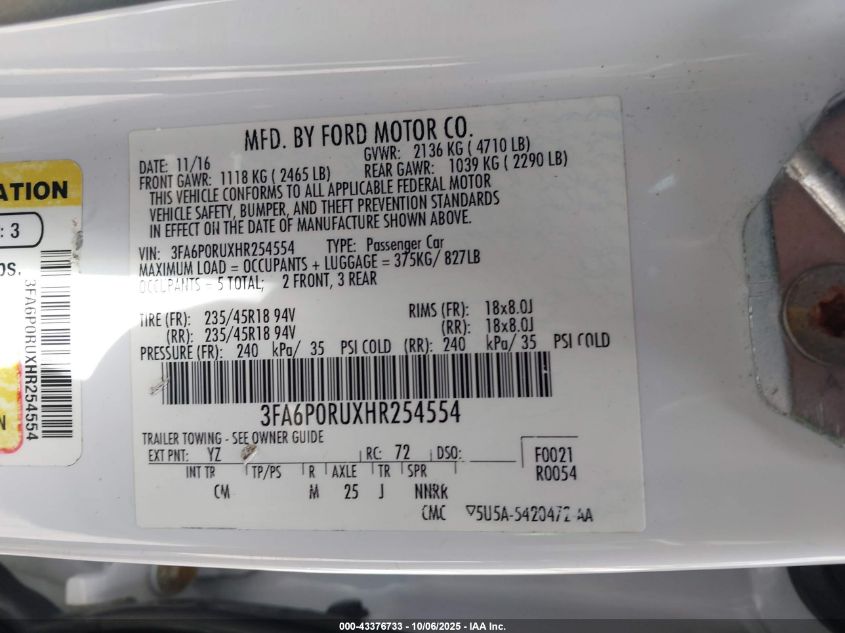 MFD. BY FORD MOTOR CO.
DATE: 11/16 GVWR: 2136 KG ( 4710 LB)
FRONT GAWR: 1118 KG ( 2465 LB) REAR GAWR: 1039 KG ( 2290 LB)
THIS VEHICLE CONFORMS TO ALL APPLICABLE FEDERAL MOTOR
VEHICLE SAFETY, BUMPER, AND THEFT PREVENTION STANDARDS
IN EFFECT ON THE DATE OF MANUFACTURE SHOWN ABOVE.
VIN: 3FA6P0RUXHR254554 TYPE: Passenger Car
MAXIMUM LOAD = OCCUPANTS + LUGGAGE = 375KG/ 827LB
OCCUPANTS = 5 TOTAL; 2 FRONT, 3 REAR
TIRE (FR): 235/45R18 94V RIMS (FR): 18x8.0J
(RR): 235/45R18 94V (RR): 18x8.0J
PRESSURE (FR): 240 kPa/ 35 PSI COLD (RR): 240 kPa/ 35 PSI COLD
3FA6P0RUXHR254554
TRAILER TOWING - SEE OWNER GUIDE
EXT PNT: YZ RC: 72 DSO: F0021
R0054
INT TR TP/PS R AXLE TR SPR
CM M 25 J NNRK
CMC ▽5U5A-5420472-AA
ATION
: 3
os.
3FA6P0RUXHR254554
N
000-43376733 - 10/06/2025 - IAA Inc.